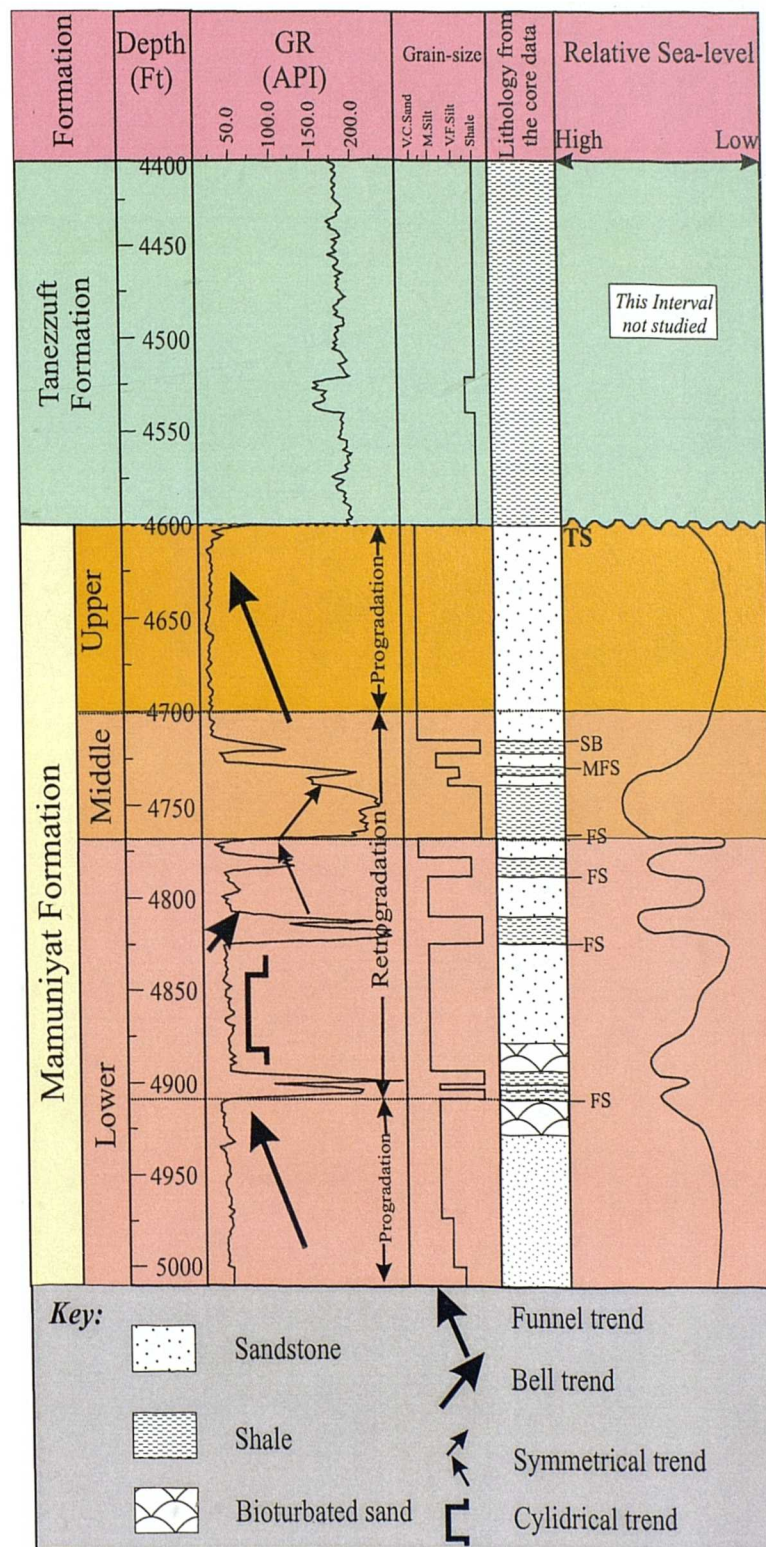 Formation
Depth
(Ft)
GR
(API)
50.0
100.0
150.0
200.0
Grain-size
V.C.Sand
M.Silt
V.F.Silt
Shale
Lithology from
the core data
Relative Sea-level
High
Low
Tanezzuft
Formation
4400
4450
4500
4550
4600
4650
4700
4750
4800
4850
4900
4950
5000
This Interval
not studied
Mamuniyat Formation
Upper
Middle
Lower
Progradation
Retrogradation
Progradation
TS
SB
MFS
FS
FS
FS
FS
Key:
Sandstone
Shale
Bioturbated sand
Funnel trend
Bell trend
Symmetrical trend
Cylidrical trend